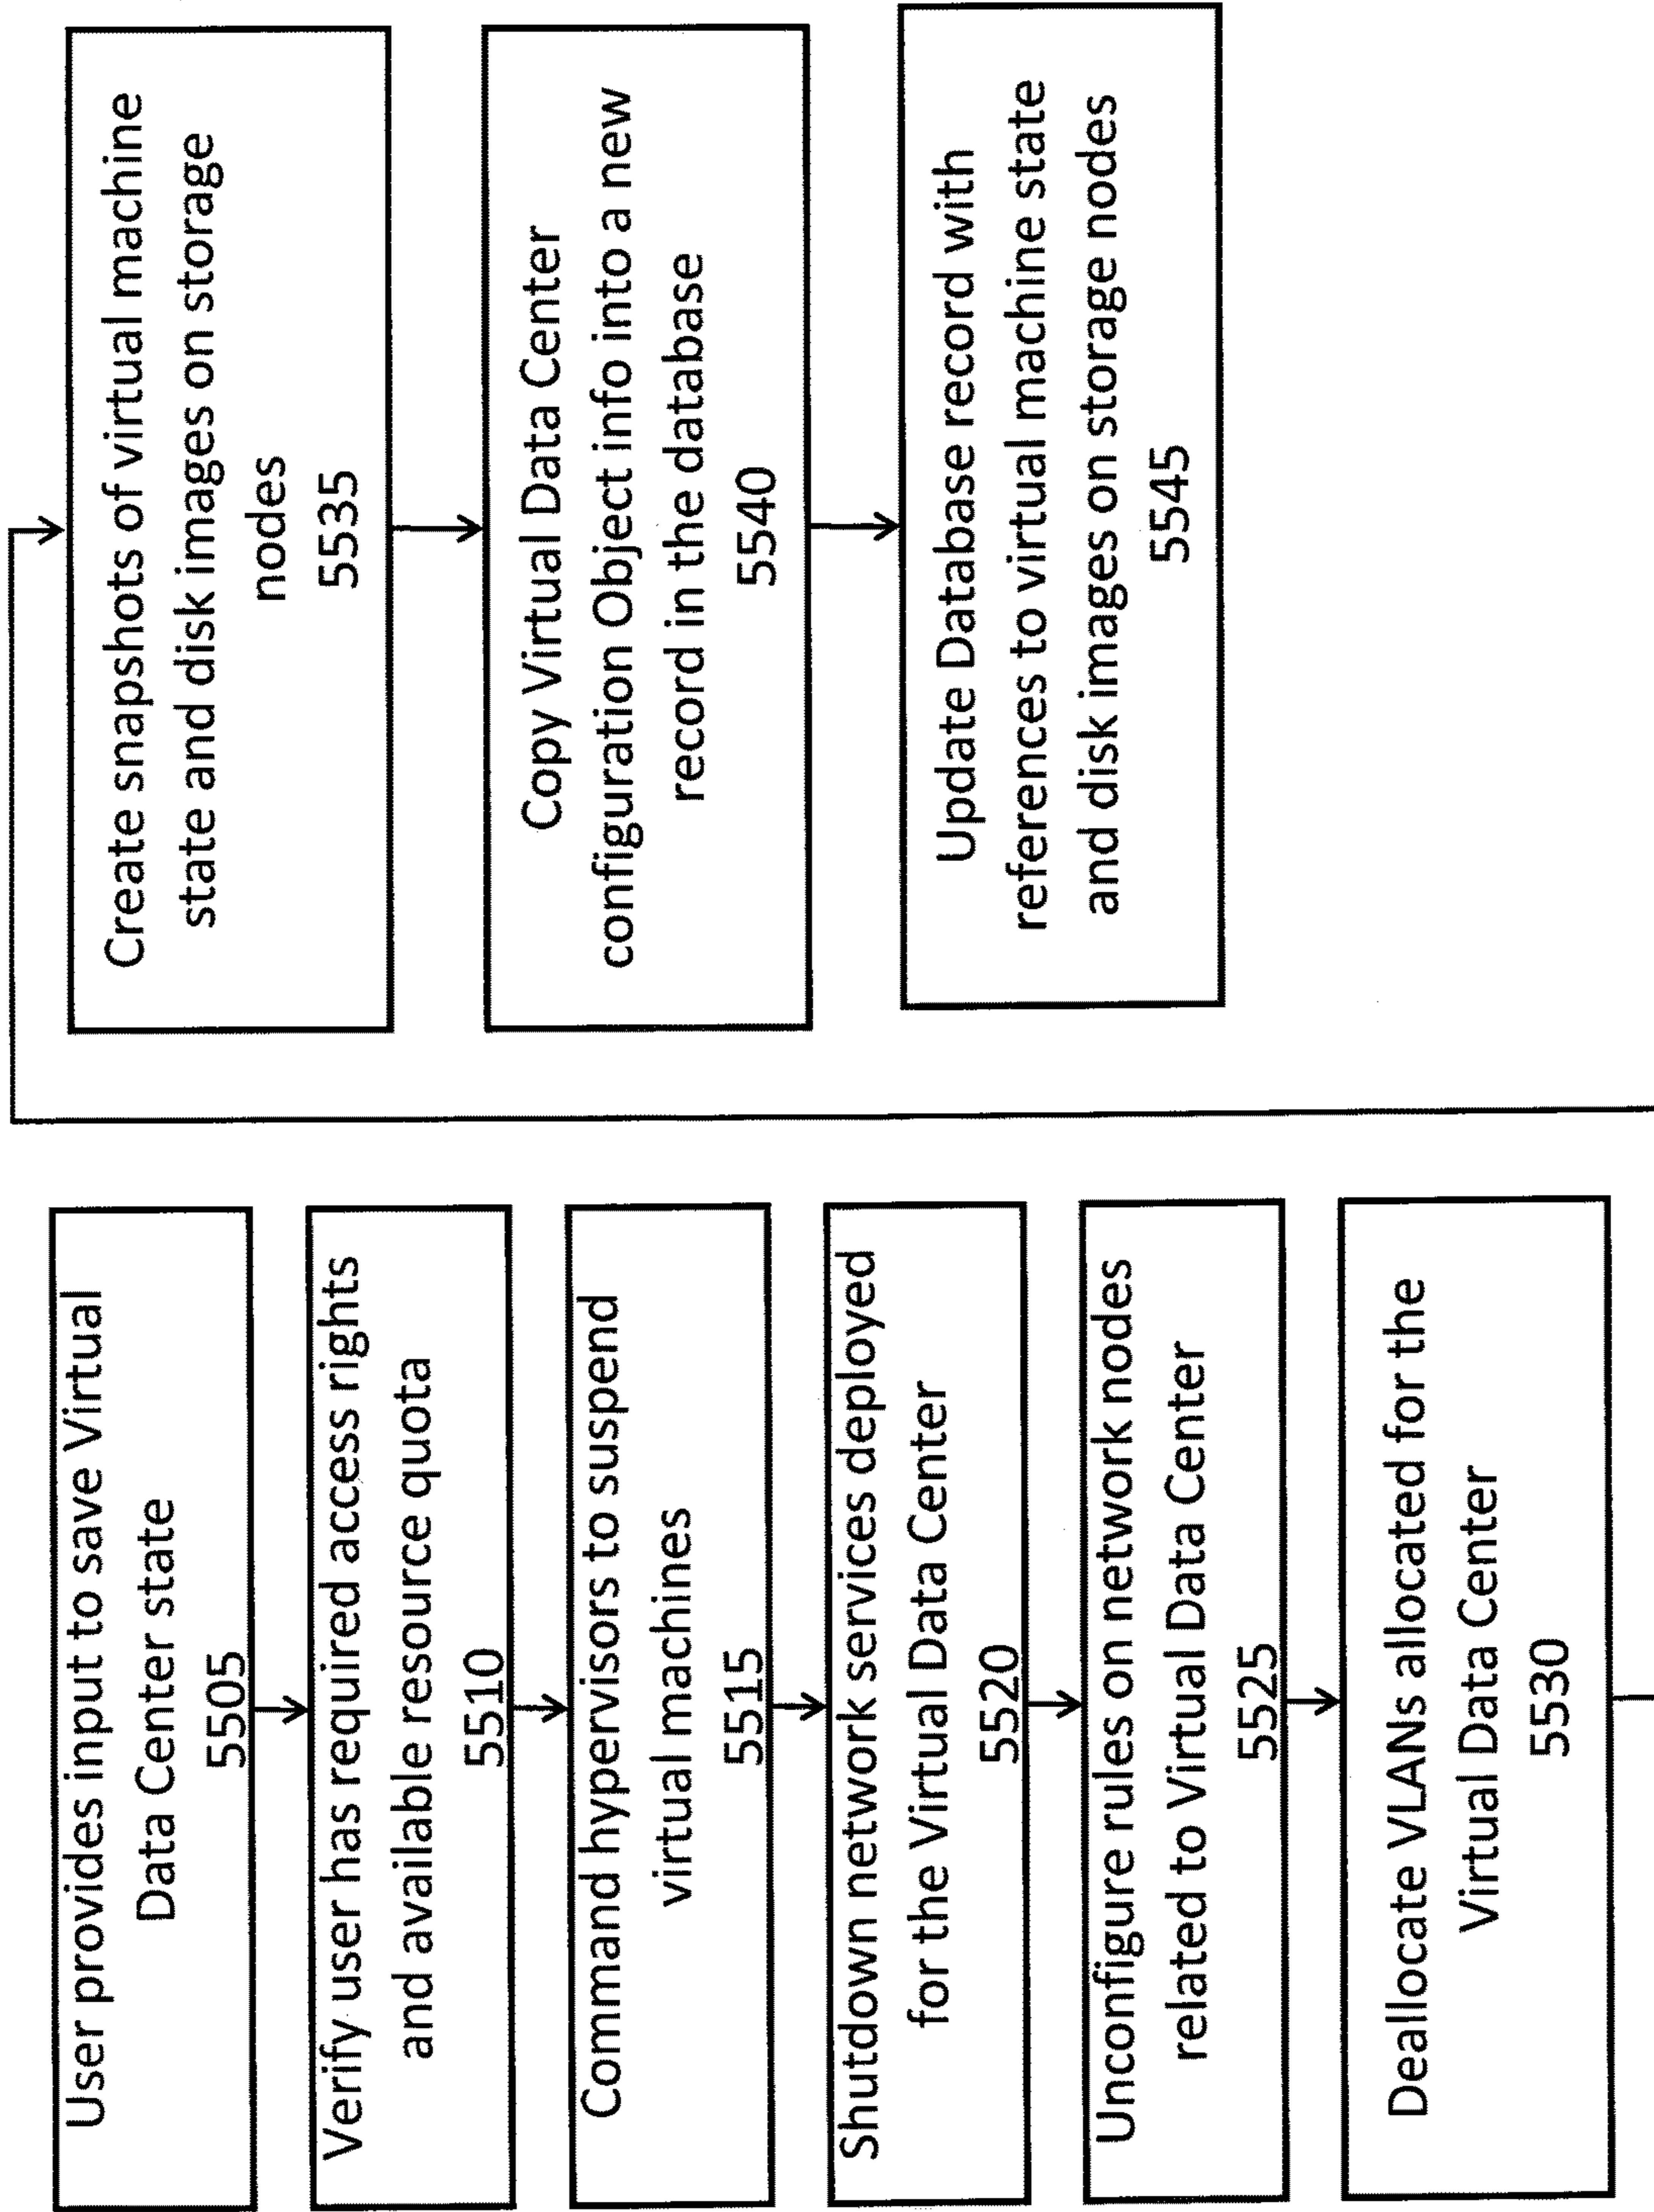 User provides input to save Virtual
Data Center state
5505
Verify user has required access rights
and available resource quota
5510
Command hypervisors to suspend
virtual machines
5515
Shutdown network services deployed
for the Virtual Data Center
5520
Unconfigure rules on network nodes
related to Virtual Data Center
5525
Deallocate VLANs allocated for the
Virtual Data Center
5530
Create snapshots of virtual machine
state and disk images on storage
nodes
5535
Copy Virtual Data Center
configuration Object info into a new
record in the database
5540
Update Database record with
references to virtual machine state
and disk images on storage nodes
5545